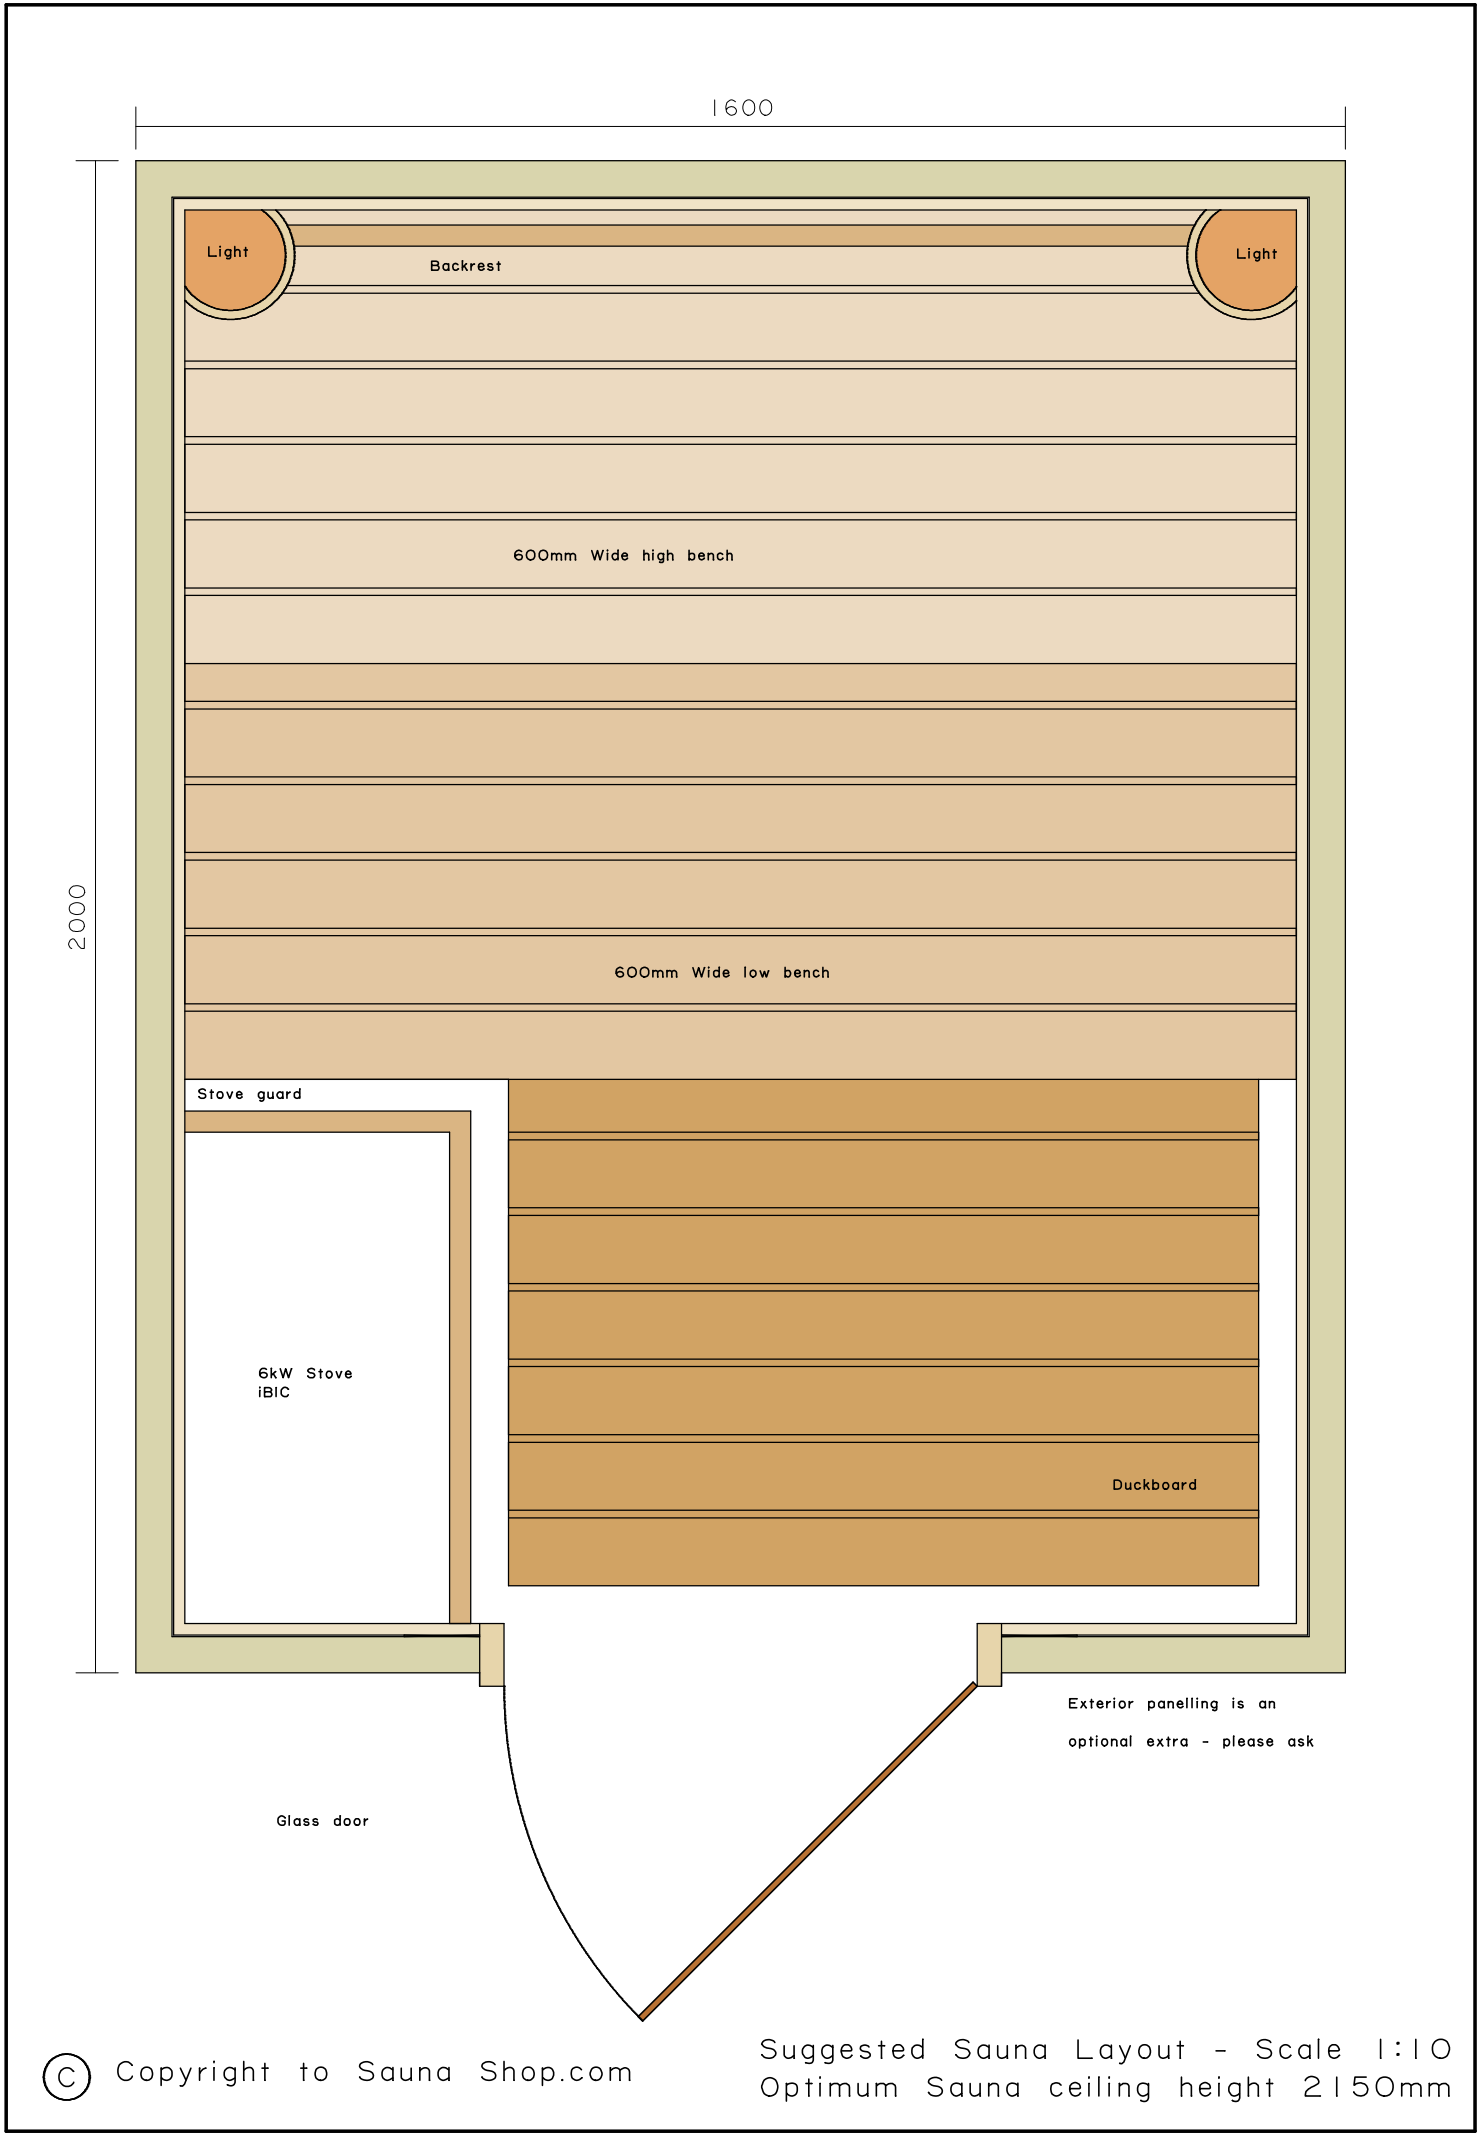 1600
Light
Light
Backrest
600mm Wide high bench
2000
600mm Wide low bench
Stove guard
6kW Stove
iBIC
Duckboard
Exterior panelling is an
optional extra - please ask
Glass door
© Copyright to Sauna Shop.com
Suggested Sauna Layout - Scale 1:10
Optimum Sauna ceiling height 2150mm